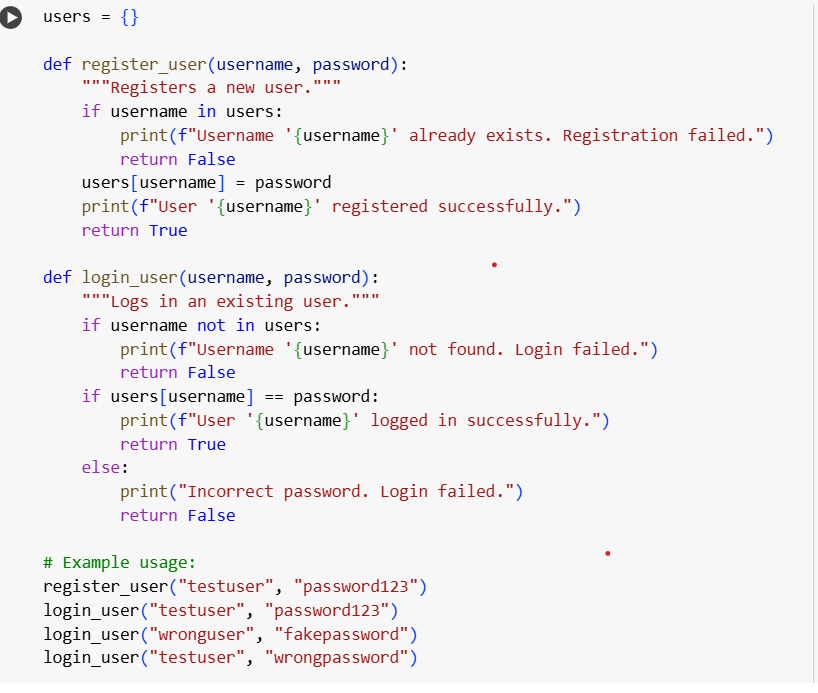 users = {}

def register_user(username, password):
    """Registers a new user."""
    if username in users:
        print(f"Username '{username}' already exists. Registration failed.")
        return False
    users[username] = password
    print(f"User '{username}' registered successfully.")
    return True

def login_user(username, password):
    """Logs in an existing user."""
    if username not in users:
        print(f"Username '{username}' not found. Login failed.")
        return False
    if users[username] == password:
        print(f"User '{username}' logged in successfully.")
        return True
    else:
        print("Incorrect password. Login failed.")
        return False

# Example usage:
register_user("testuser", "password123")
login_user("testuser", "password123")
login_user("wronguser", "fakepassword")
login_user("testuser", "wrongpassword")